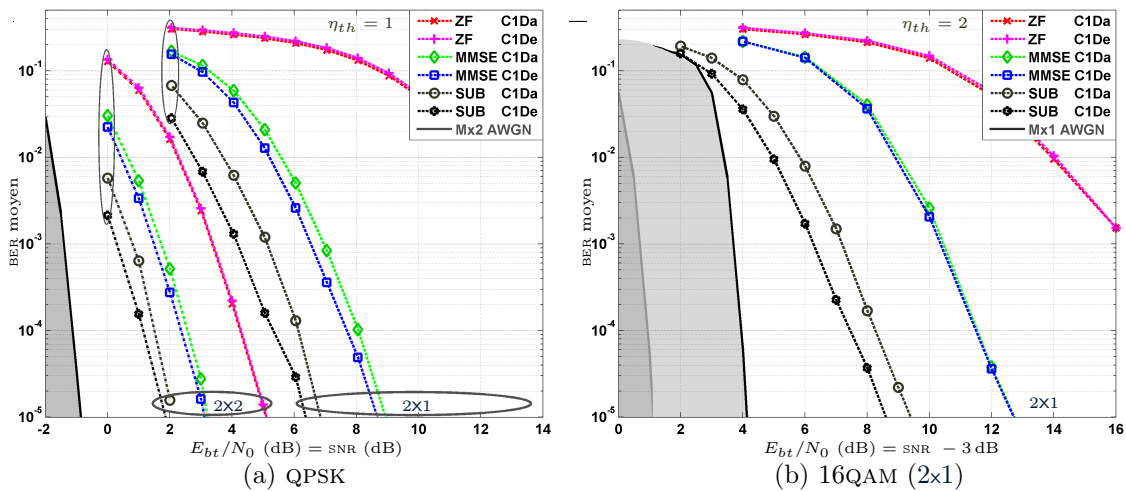 η_th = 1
ZF C1Da
ZF C1De
MMSE C1Da
MMSE C1De
SUB C1Da
SUB C1De
Mx2 AWGN
BER moyen
10^-1
10^-2
10^-3
10^-4
10^-5
2x2
2x1
-2 0 2 4 6 8 10 12 14
E_bt/N_0 (dB) = SNR (dB)
(a) QPSK
η_th = 2
ZF C1Da
ZF C1De
MMSE C1Da
MMSE C1De
SUB C1Da
SUB C1De
Mx1 AWGN
BER moyen
10^-1
10^-2
10^-3
10^-4
10^-5
2x1
0 2 4 6 8 10 12 14 16
E_bt/N_0 (dB) = SNR − 3 dB
(b) 16QAM (2x1)